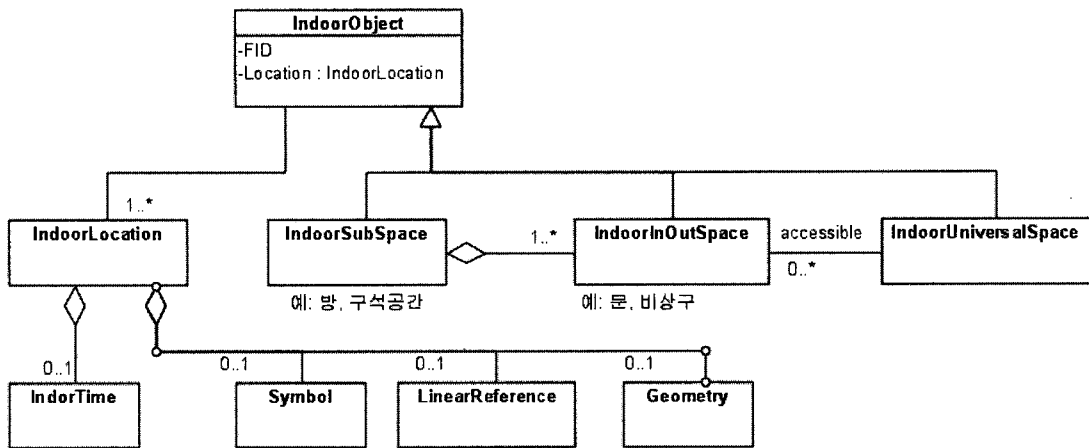 IndoorObject
-FID
-Location : IndoorLocation
1..*
IndoorLocation
IndoorSubSpace
1..*
IndoorInOutSpace
accessible
0..*
IndoorUniversalSpace
예: 방, 구석공간
예: 문, 비상구
0..1
0..1
0..1
0..1
IndorTime
Symbol
LinearReference
Geometry